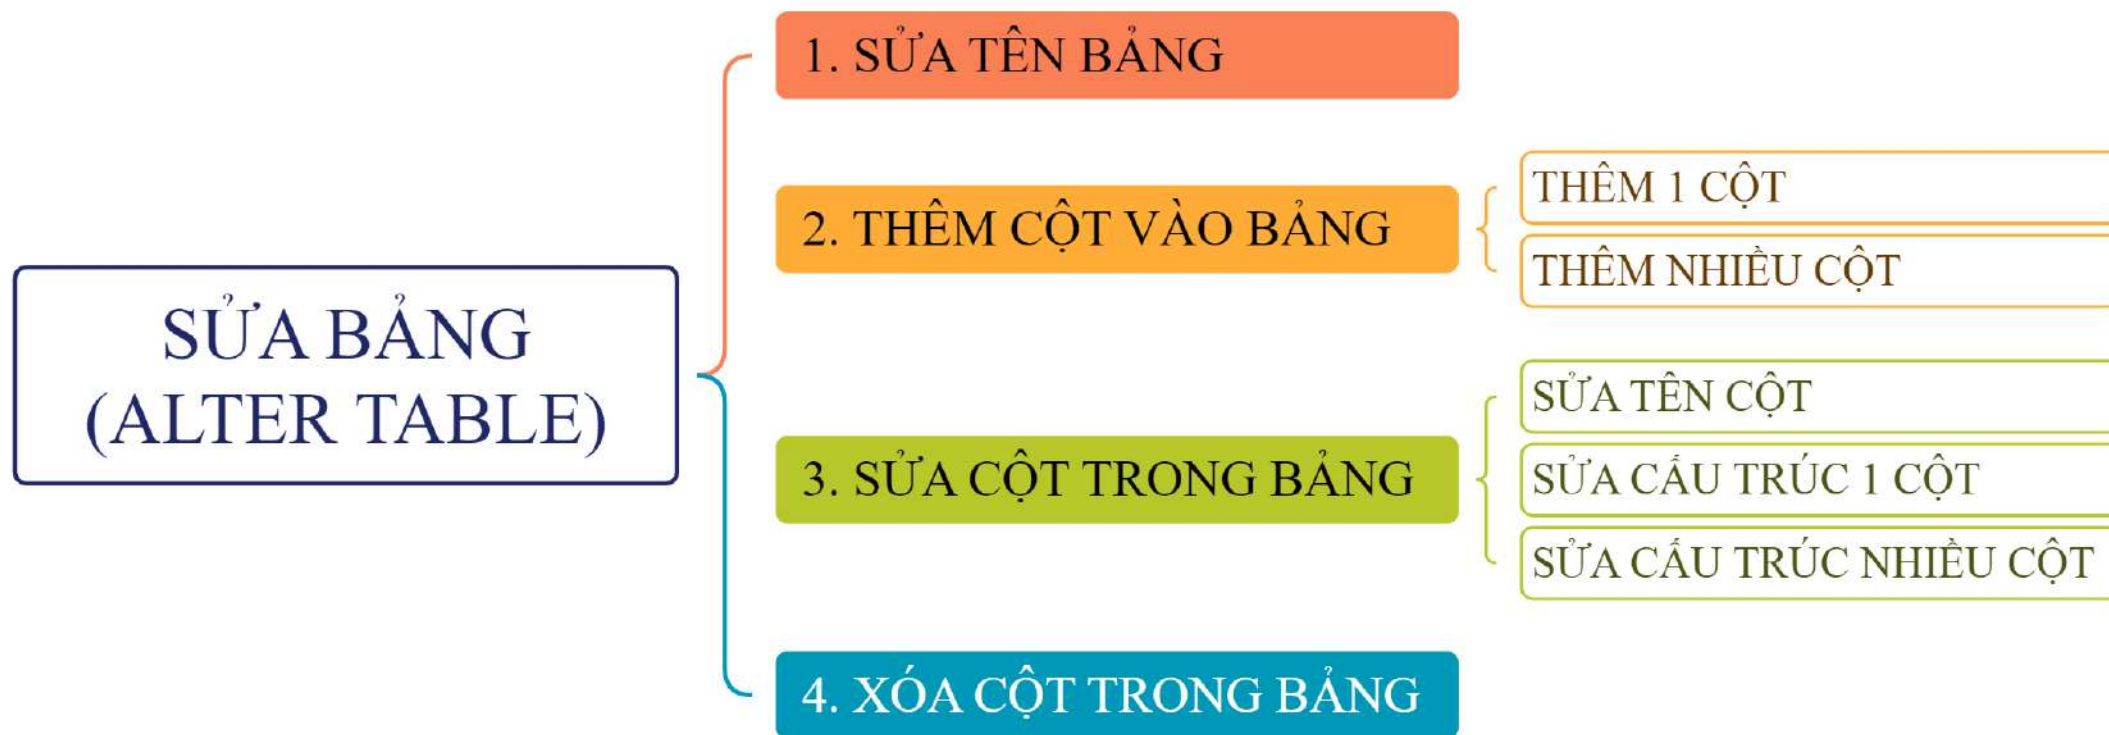 SỬA BẢNG
(ALTER TABLE)
1. SỬA TÊN BẢNG
2. THÊM CỘT VÀO BẢNG
THÊM 1 CỘT
THÊM NHIỀU CỘT
3. SỬA CỘT TRONG BẢNG
SỬA TÊN CỘT
SỬA CẤU TRÚC 1 CỘT
SỬA CẤU TRÚC NHIỀU CỘT
4. XÓA CỘT TRONG BẢNG